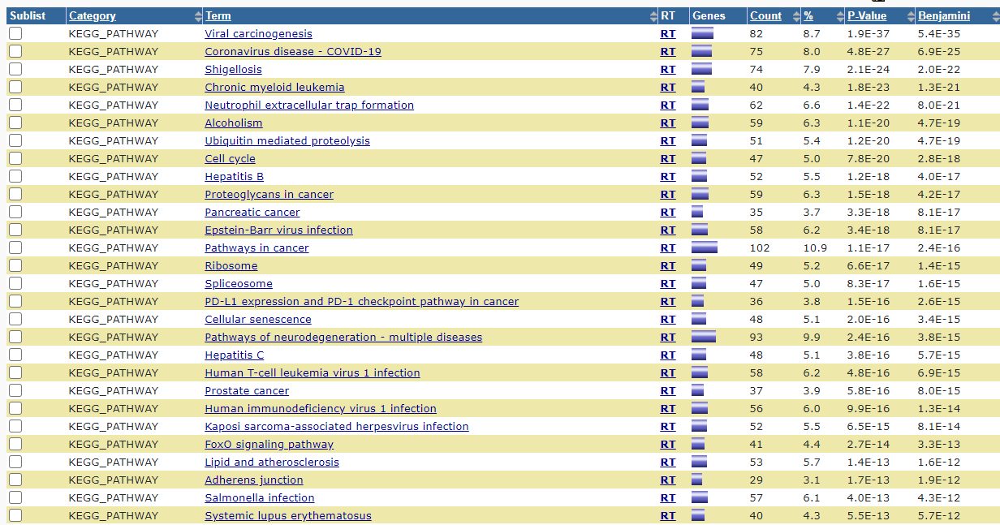 Sublist Category Term RT Genes Count % P-Value Benjamini
KEGG_PATHWAY Viral carcinogenesis RT 82 8.7 1.9E-37 5.4E-35
KEGG_PATHWAY Coronavirus disease - COVID-19 RT 75 8.0 4.8E-27 6.9E-25
KEGG_PATHWAY Shigellosis RT 74 7.9 2.1E-24 2.0E-22
KEGG_PATHWAY Chronic myeloid leukemia RT 40 4.3 1.8E-23 1.3E-21
KEGG_PATHWAY Neutrophil extracellular trap formation RT 62 6.6 1.4E-22 8.0E-21
KEGG_PATHWAY Alcoholism RT 59 6.3 1.1E-20 4.7E-19
KEGG_PATHWAY Ubiquitin mediated proteolysis RT 51 5.4 1.2E-20 4.7E-19
KEGG_PATHWAY Cell cycle RT 47 5.0 7.8E-20 2.8E-18
KEGG_PATHWAY Hepatitis B RT 52 5.5 1.2E-18 4.0E-17
KEGG_PATHWAY Proteoglycans in cancer RT 59 6.3 1.5E-18 4.2E-17
KEGG_PATHWAY Pancreatic cancer RT 35 3.7 3.3E-18 8.1E-17
KEGG_PATHWAY Epstein-Barr virus infection RT 58 6.2 3.4E-18 8.1E-17
KEGG_PATHWAY Pathways in cancer RT 102 10.9 1.1E-17 2.4E-16
KEGG_PATHWAY Ribosome RT 49 5.2 6.6E-17 1.4E-15
KEGG_PATHWAY Spliceosome RT 47 5.0 8.3E-17 1.6E-15
KEGG_PATHWAY PD-L1 expression and PD-1 checkpoint pathway in cancer RT 36 3.8 1.5E-16 2.6E-15
KEGG_PATHWAY Cellular senescence RT 48 5.1 2.0E-16 3.4E-15
KEGG_PATHWAY Pathways of neurodegeneration - multiple diseases RT 93 9.9 2.4E-16 3.8E-15
KEGG_PATHWAY Hepatitis C RT 48 5.1 3.8E-16 5.7E-15
KEGG_PATHWAY Human T-cell leukemia virus 1 infection RT 58 6.2 4.8E-16 6.9E-15
KEGG_PATHWAY Prostate cancer RT 37 3.9 5.8E-16 8.0E-15
KEGG_PATHWAY Human immunodeficiency virus 1 infection RT 56 6.0 9.9E-16 1.3E-14
KEGG_PATHWAY Kaposi sarcoma-associated herpesvirus infection RT 52 5.5 6.5E-15 8.1E-14
KEGG_PATHWAY FoxO signaling pathway RT 41 4.4 2.7E-14 3.3E-13
KEGG_PATHWAY Lipid and atherosclerosis RT 53 5.7 1.4E-13 1.6E-12
KEGG_PATHWAY Adherens junction RT 29 3.1 1.7E-13 1.9E-12
KEGG_PATHWAY Salmonella infection RT 57 6.1 4.0E-13 4.3E-12
KEGG_PATHWAY Systemic lupus erythematosus RT 40 4.3 5.5E-13 5.7E-12